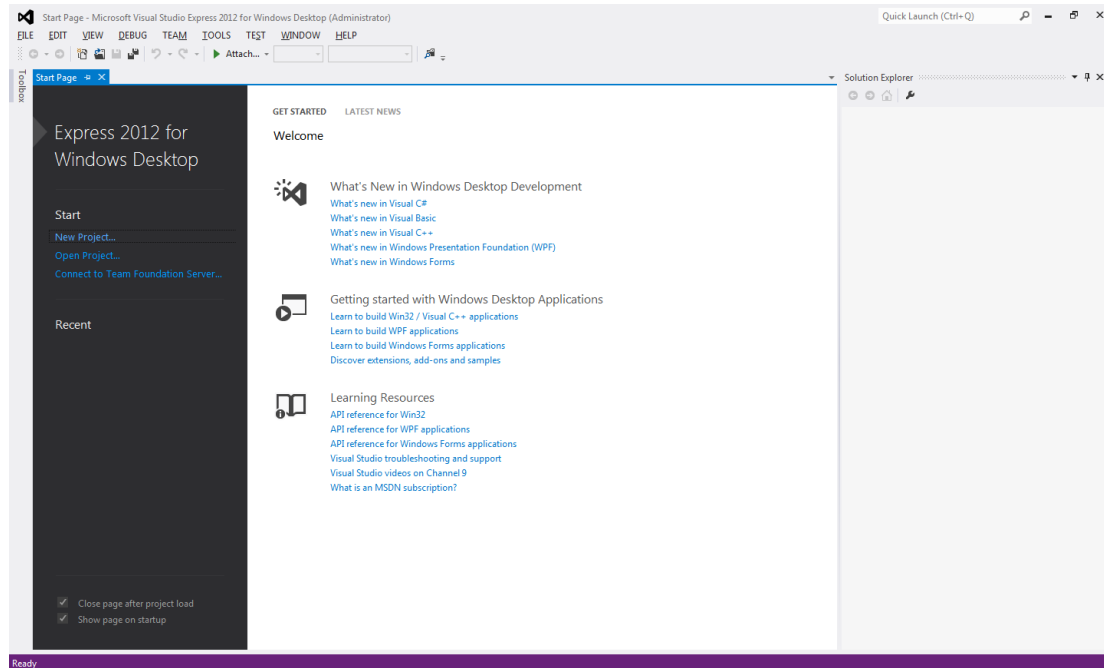 Start Page - Microsoft Visual Studio Express 2012 for Windows Desktop (Administrator)
Quick Launch (Ctrl+Q)
FILE EDIT VIEW DEBUG TEAM TOOLS TEST WINDOW HELP
Attach...
Toolbox
Start Page
Solution Explorer
Express 2012 for
Windows Desktop
Start
New Project...
Open Project...
Connect to Team Foundation Server...
Recent
Close page after project load
Show page on startup
GET STARTED LATEST NEWS
Welcome
What's New in Windows Desktop Development
What's new in Visual C#
What's new in Visual Basic
What's new in Visual C++
What's new in Windows Presentation Foundation (WPF)
What's new in Windows Forms
Getting started with Windows Desktop Applications
Learn to build Win32 / Visual C++ applications
Learn to build WPF applications
Learn to build Windows Forms applications
Discover extensions, add-ons and samples
Learning Resources
API reference for Win32
API reference for WPF applications
API reference for Windows Forms applications
Visual Studio troubleshooting and support
Visual Studio videos on Channel 9
What is an MSDN subscription?
Ready